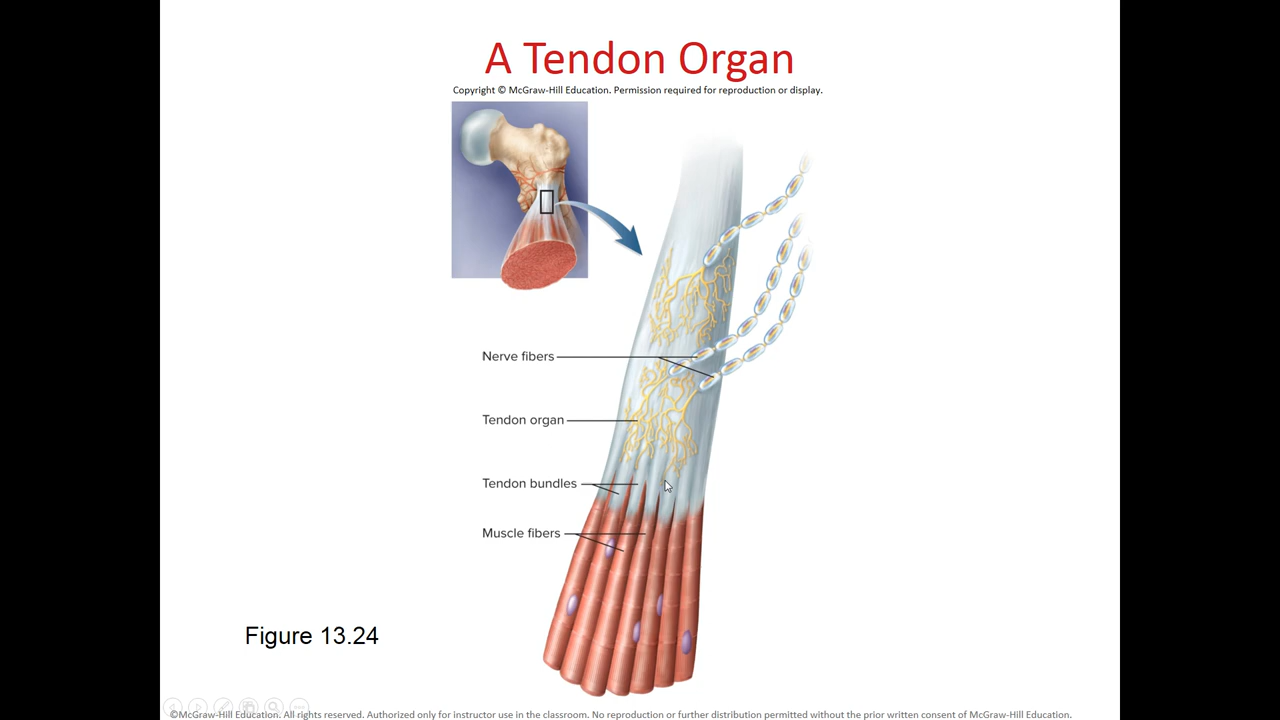 A Tendon Organ
Copyright © McGraw-Hill Education. Permission required for reproduction or display.
Nerve fibers
Tendon organ
Tendon bundles
Muscle fibers
Figure 13.24
©McGraw-Hill Education. All rights reserved. Authorized only for instructor use in the classroom. No reproduction or further distribution permitted without the prior written consent of McGraw-Hill Education.